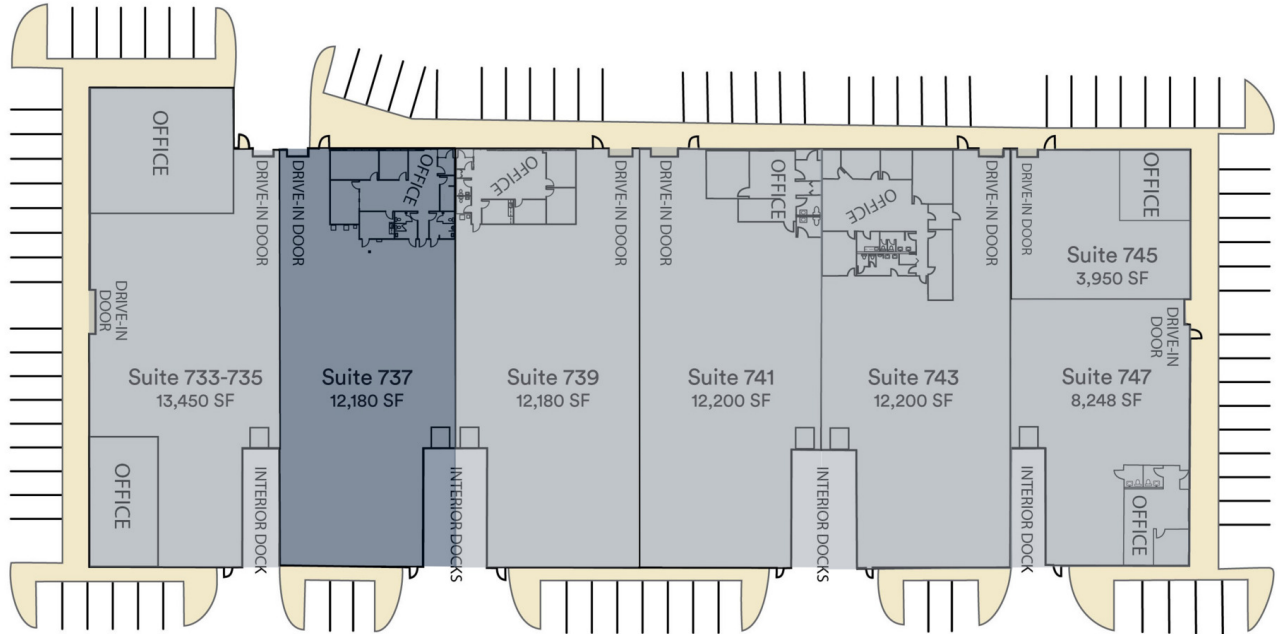 OFFICE
DRIVE-IN DOOR
DRIVE-IN DOOR
OFFICE
OFFICE
DRIVE-IN DOOR
DRIVE-IN DOOR
OFFICE
OFFICE
DRIVE-IN DOOR
DRIVE-IN DOOR
OFFICE
Suite 745
3,950 SF
DRIVE-IN
DOOR
DRIVE-IN
DOOR
Suite 733-735
13,450 SF
Suite 737
12,180 SF
Suite 739
12,180 SF
Suite 741
12,200 SF
Suite 743
12,200 SF
Suite 747
8,248 SF
OFFICE
INTERIOR DOCK
INTERIOR DOCKS
INTERIOR DOCKS
INTERIOR DOCK
OFFICE